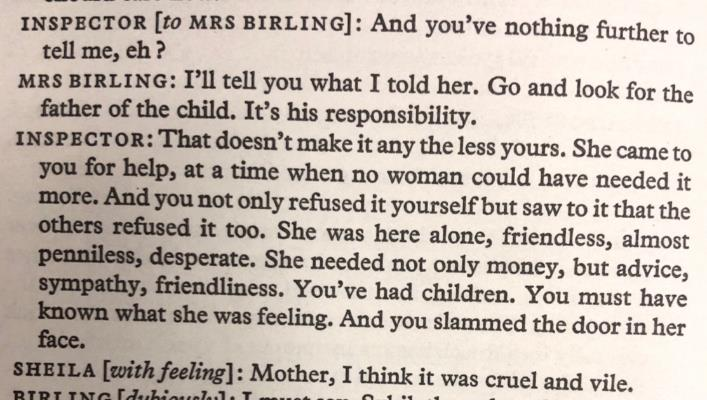 INSPECTOR [to MRS BIRLING]: And you've nothing further to
tell me, eh?
MRS BIRLING: I'll tell you what I told her. Go and look for the
father of the child. It's his responsibility.
INSPECTOR: That doesn't make it any the less yours. She came to
you for help, at a time when no woman could have needed it
more. And you not only refused it yourself but saw to it that the
others refused it too. She was here alone, friendless, almost
penniless, desperate. She needed not only money, but advice,
sympathy, friendliness. You've had children. You must have
known what she was feeling. And you slammed the door in her
face.
SHEILA [with feeling]: Mother, I think it was cruel and vile.
BIRLING [dubiously]: I must say, Sybil,